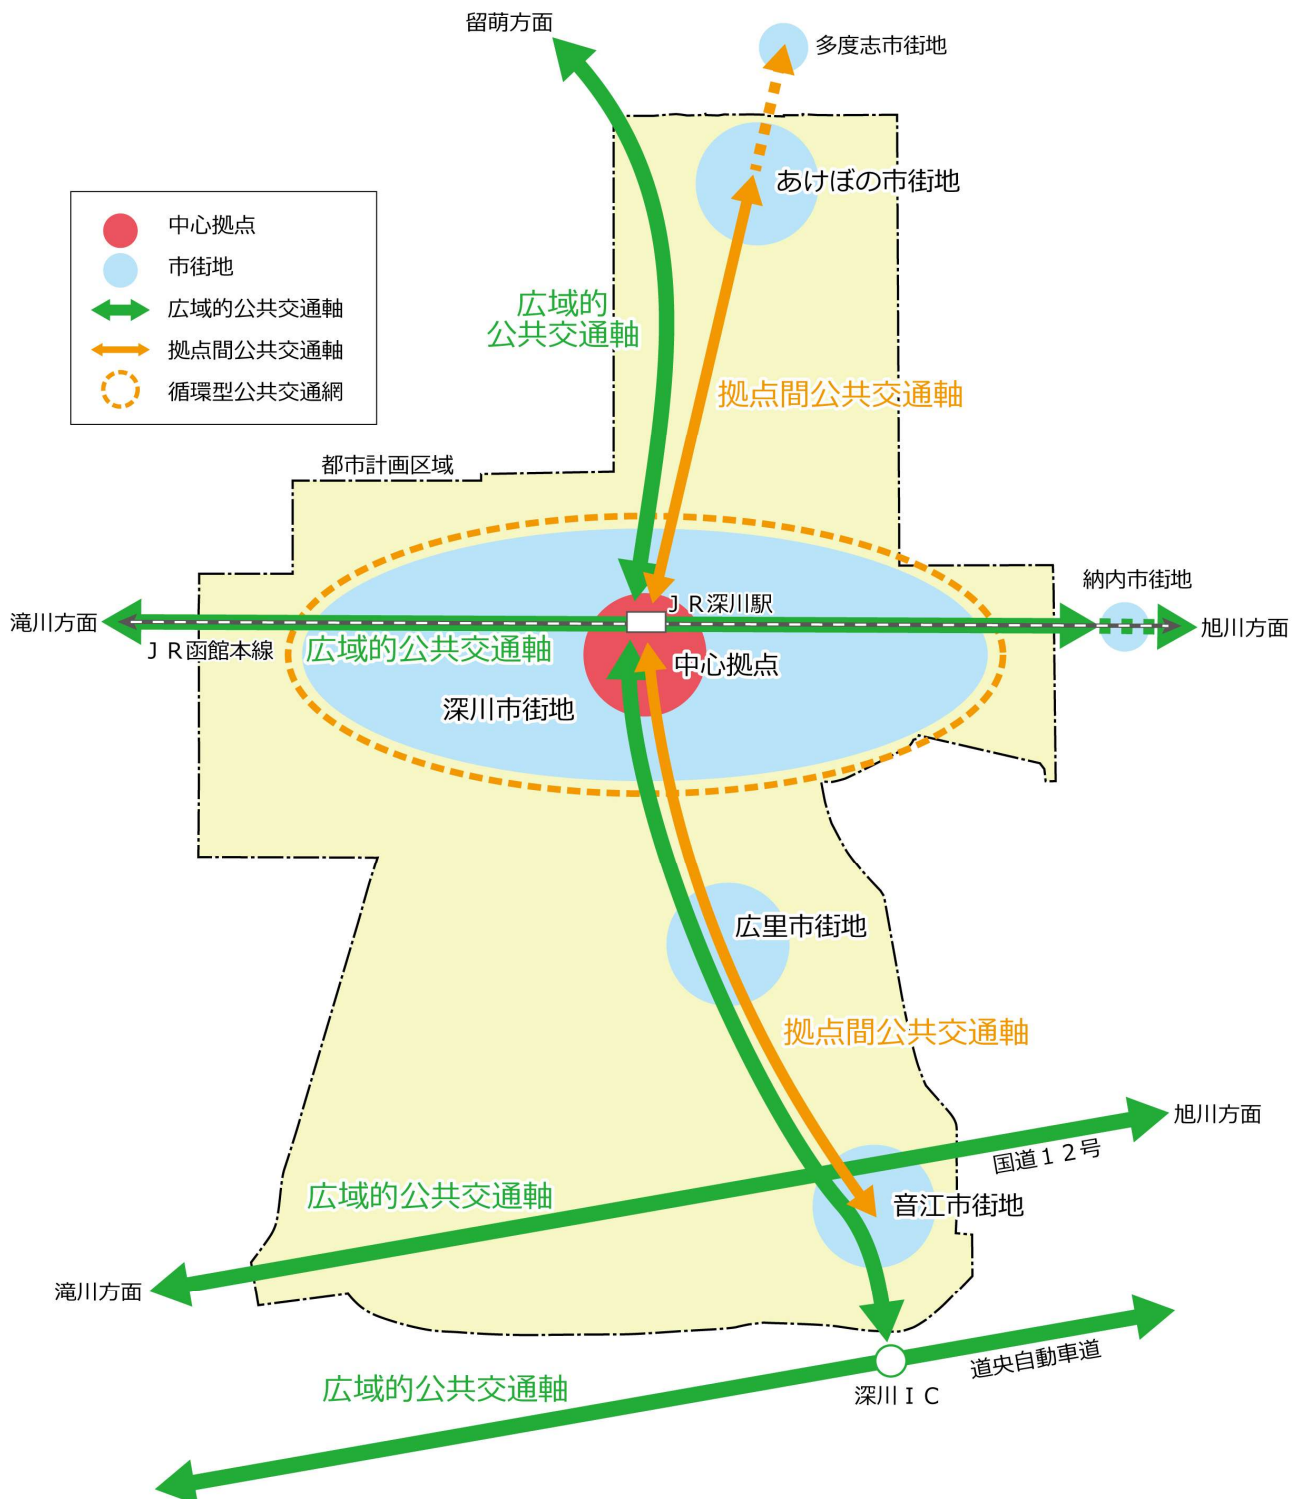 留萌方面
多度志市街地
あけぼの市街地
中心拠点
市街地
広域的公共交通軸
拠点間公共交通軸
循環型公共交通網
広域的
公共交通軸
拠点間公共交通軸
都市計画区域
納内市街地
ＪＲ深川駅
滝川方面
旭川方面
ＪＲ函館本線
広域的公共交通軸
中心拠点
深川市街地
広里市街地
拠点間公共交通軸
旭川方面
国道１２号
広域的公共交通軸
音江市街地
滝川方面
道央自動車道
広域的公共交通軸
深川ＩＣ